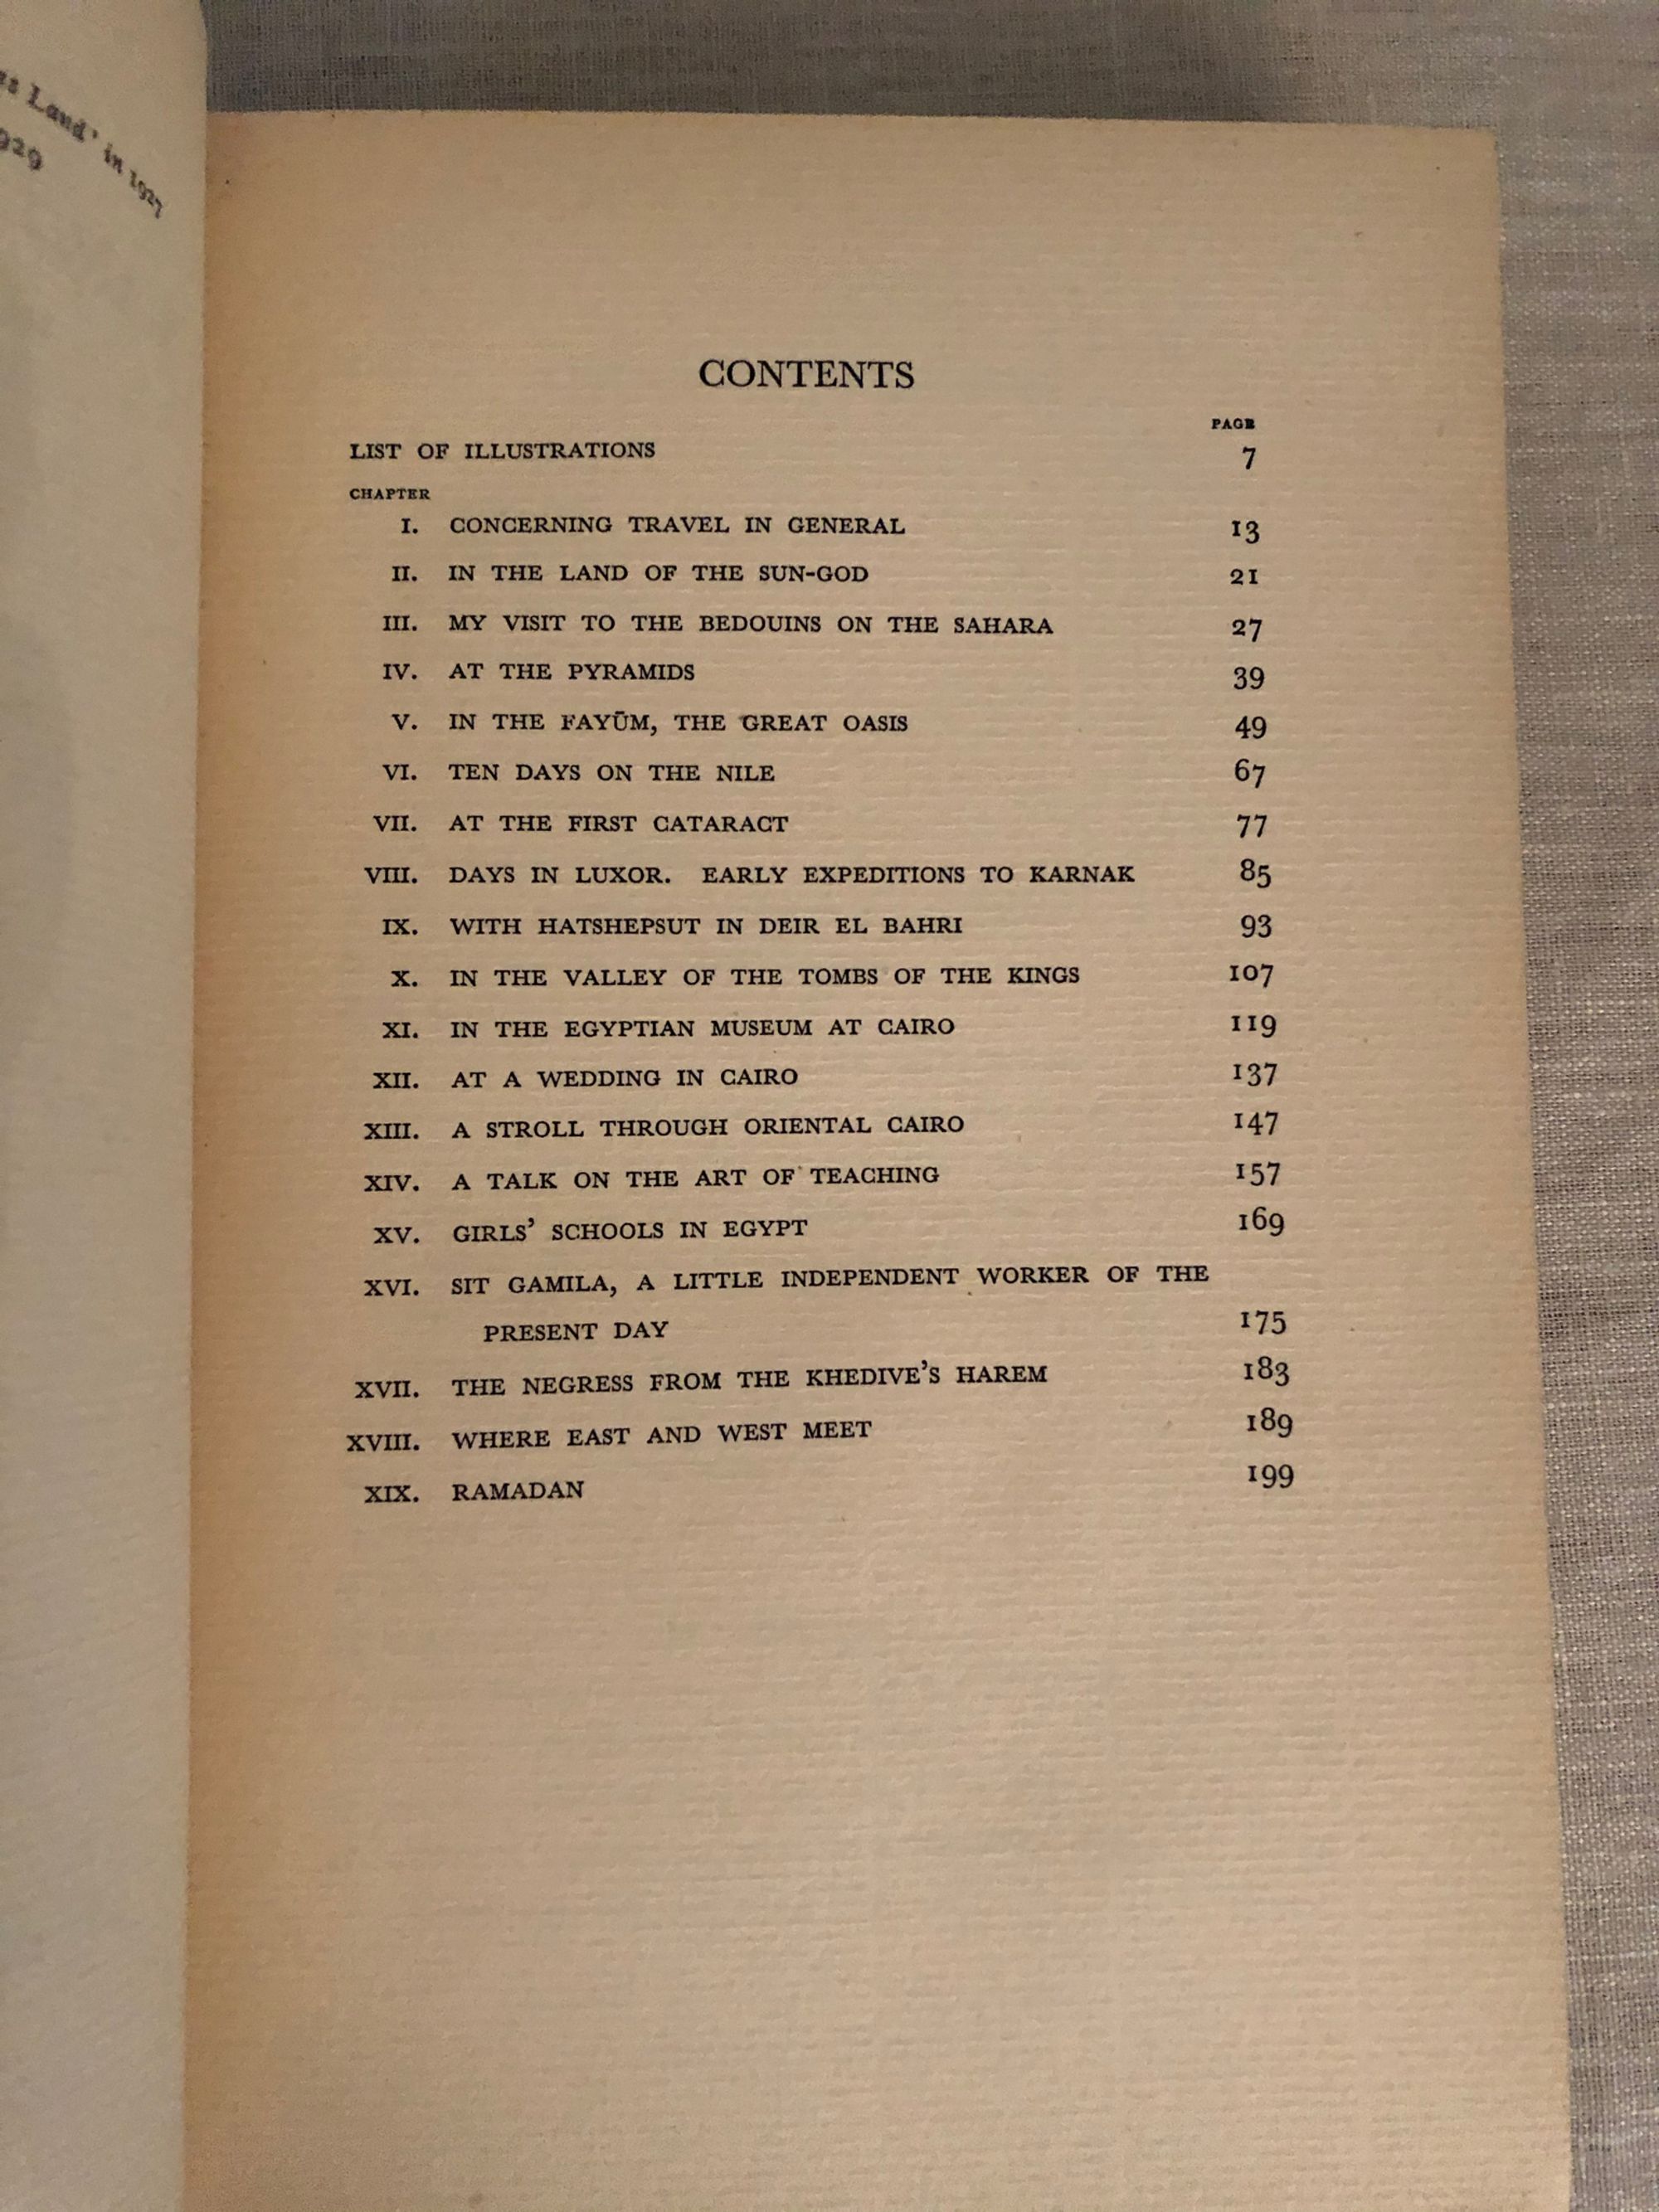 Land' in 1927
CONTENTS
PAGE
LIST OF ILLUSTRATIONS 7
CHAPTER
I. CONCERNING TRAVEL IN GENERAL 13
II. IN THE LAND OF THE SUN-GOD 21
III. MY VISIT TO THE BEDOUINS ON THE SAHARA 27
IV. AT THE PYRAMIDS 39
V. IN THE FAYŪM, THE GREAT OASIS 49
VI. TEN DAYS ON THE NILE 67
VII. AT THE FIRST CATARACT 77
VIII. DAYS IN LUXOR. EARLY EXPEDITIONS TO KARNAK 85
IX. WITH HATSHEPSUT IN DEIR EL BAHRI 93
X. IN THE VALLEY OF THE TOMBS OF THE KINGS 107
XI. IN THE EGYPTIAN MUSEUM AT CAIRO 119
XII. AT A WEDDING IN CAIRO 137
XIII. A STROLL THROUGH ORIENTAL CAIRO 147
XIV. A TALK ON THE ART OF TEACHING 157
XV. GIRLS' SCHOOLS IN EGYPT 169
XVI. SIT GAMILA, A LITTLE INDEPENDENT WORKER OF THE
PRESENT DAY 175
XVII. THE NEGRESS FROM THE KHEDIVE'S HAREM 183
XVIII. WHERE EAST AND WEST MEET 189
XIX. RAMADAN 199